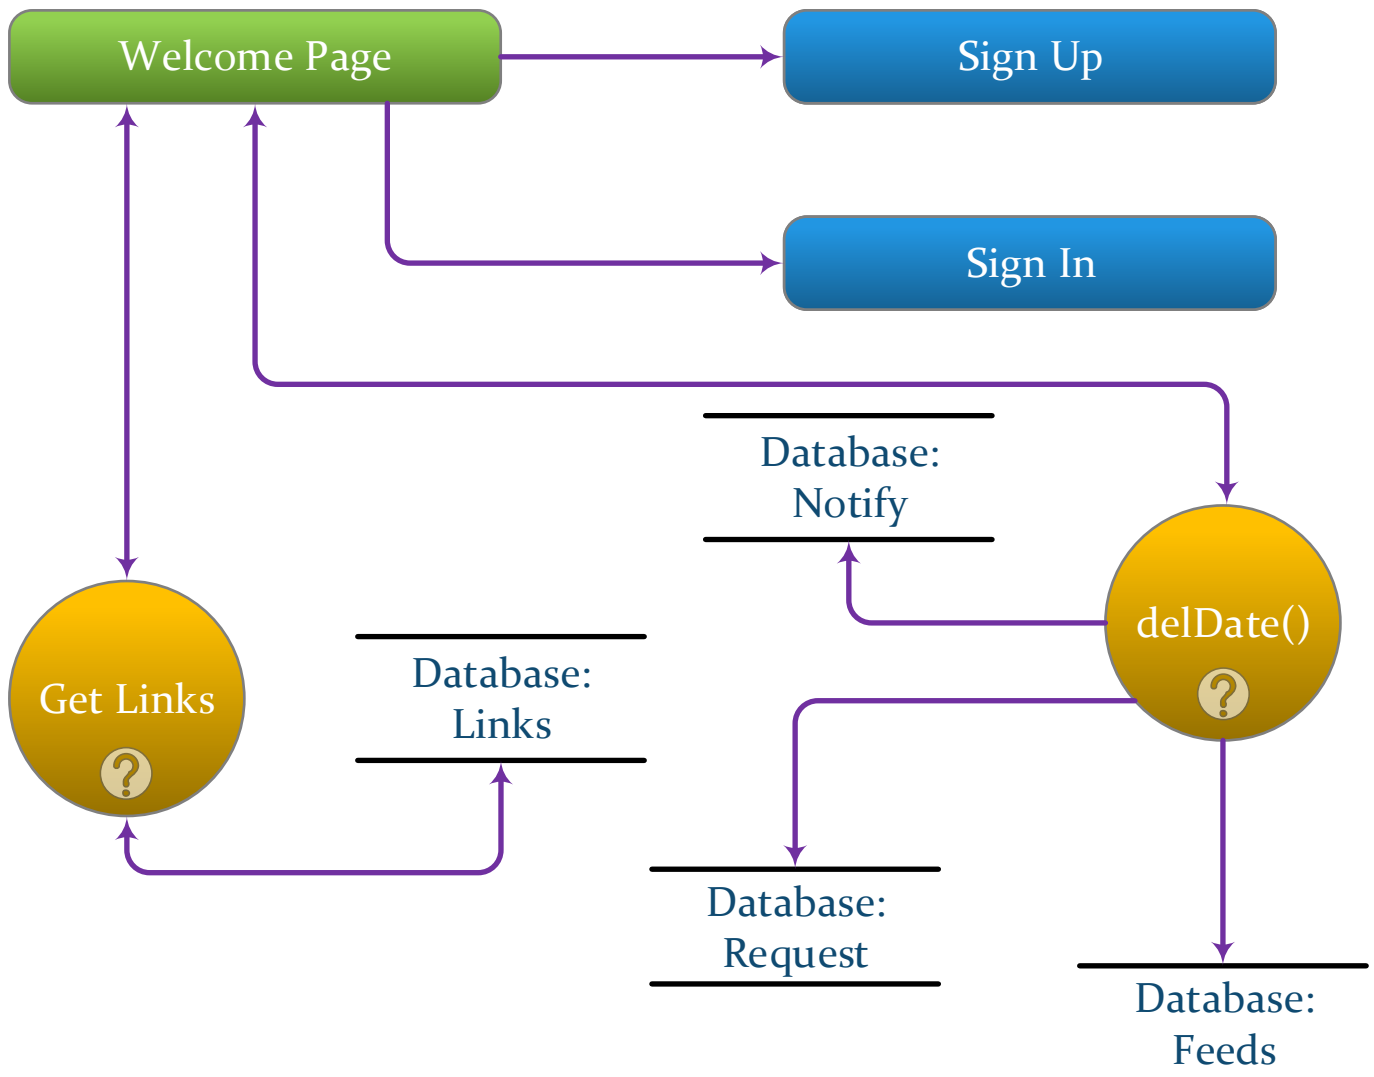 Welcome Page
Sign Up
Sign In
Database:
Notify
delDate()
?
Get Links
?
Database:
Links
Database:
Request
Database:
Feeds